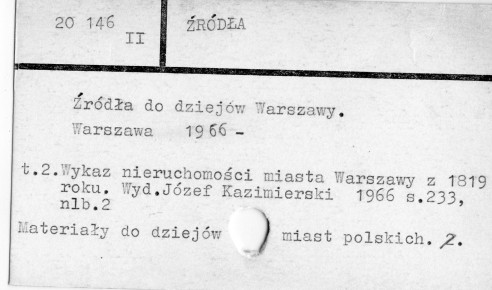 20 146 ŹRÓDŁA
II
Źródła do dziejów Warszawy.
Warszawa 1966 -
t.2.Wykaz nieruchomości miasta Warszawy z 1819
roku. Wyd.Józef Kazimierski 1966 s.233,
nlb.2
Materiały do dziejów miast polskich. 2.